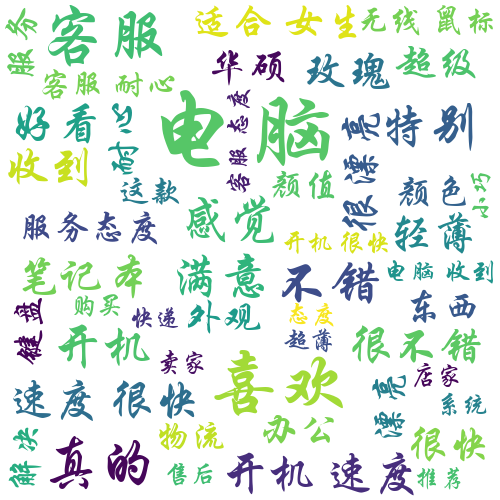 服务
客服
适合 女生
无线 鼠标
客服 耐心
华硕
玫瑰
超级
好看
耐心
客服 态度
电脑
很 漂亮
特别
收到
这款
颜值
颜色
小巧
服务 态度
感觉
开机 很快
轻薄
笔记本
满意
不错
电脑 收到
键盘
购买
快递
外观
态度
超薄
东西
开机
卖家
喜欢
很 不错
店家
漂亮
速度 很快
系统
解决
真的
物流
办公
很快
售后
开机 速度
推荐